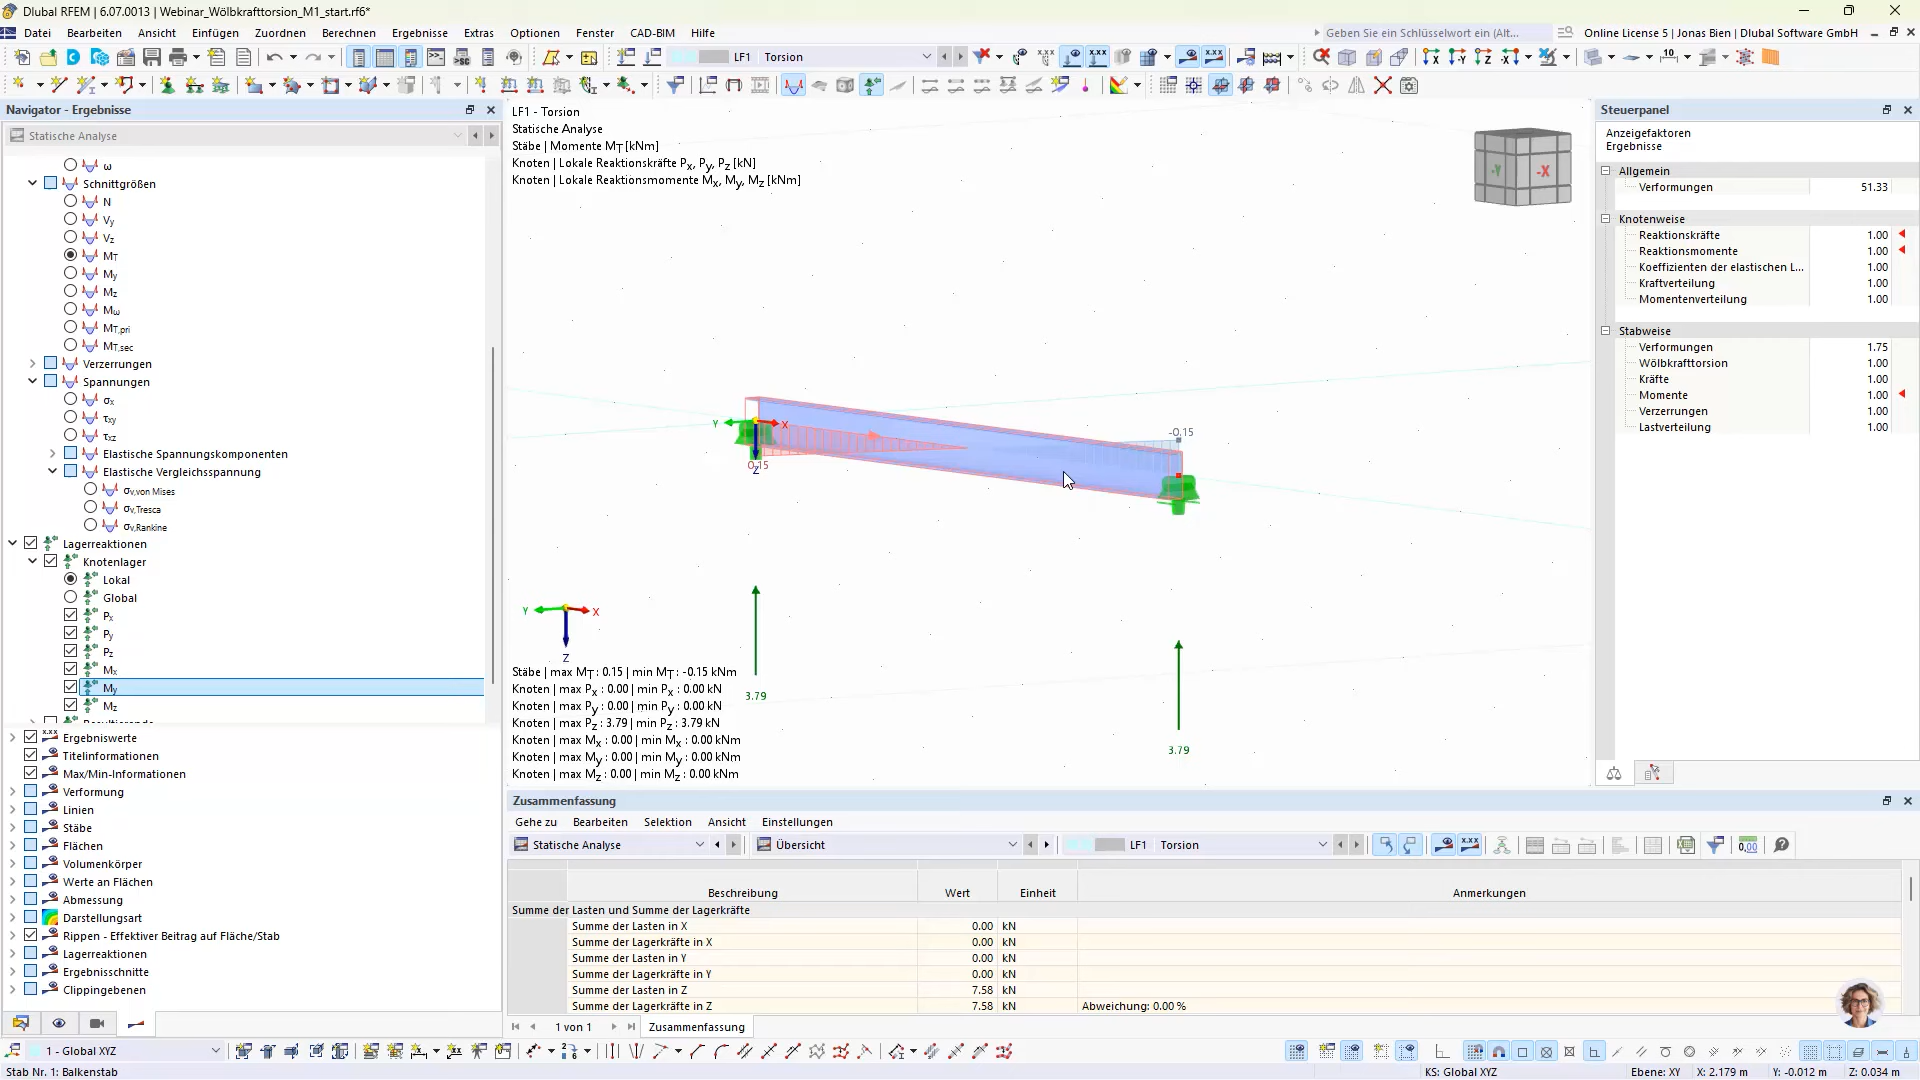 Dlubal RFEM | 6.07.0013 | Webinar_Wölbkrafttorsion_M1_start.rf6*
Datei Bearbeiten Ansicht Einfügen Zuordnen Berechnen Ergebnisse Extras Optionen Fenster CAD-BIM Hilfe
Geben Sie ein Schlüsselwort ein (Alt...
Online License 5 | Jonas Bien | Dlubal Software GmbH
LF1 Torsion
Navigator - Ergebnisse
Statische Analyse
ω
Schnittgrößen
N
Vy
Vz
MT
My
Mz
Mω
MT,pri
MT,sec
Verzerrungen
Spannungen
σx
τxy
τxz
Elastische Spannungskomponenten
Elastische Vergleichsspannung
σv,von Mises
σv,Tresca
σv,Rankine
Lagerreaktionen
Knotenlager
Lokal
Global
Px
Py
Pz
Mx
My
Mz
Ergebniswerte
Titelinformationen
Max/Min-Informationen
Verformung
Linien
Stäbe
Flächen
Volumenkörper
Werte an Flächen
Abmessung
Darstellungsart
Rippen - Effektiver Beitrag auf Fläche/Stab
Lagerreaktionen
Ergebnisschnitte
Clippingebenen
LF1 - Torsion
Statische Analyse
Stäbe | Momente MT [kNm]
Knoten | Lokale Reaktionskräfte Px, Py, Pz [kN]
Knoten | Lokale Reaktionsmomente Mx, My, Mz [kNm]
-Y
-X
Y
X
0.15
Z
-0.15
Y
X
Z
3.79
3.79
Stäbe | max MT : 0.15 | min MT : -0.15 kNm
Knoten | max Px : 0.00 | min Px : 0.00 kN
Knoten | max Py : 0.00 | min Py : 0.00 kN
Knoten | max Pz : 3.79 | min Pz : 3.79 kN
Knoten | max Mx : 0.00 | min Mx : 0.00 kNm
Knoten | max My : 0.00 | min My : 0.00 kNm
Knoten | max Mz : 0.00 | min Mz : 0.00 kNm
Steuerpanel
Anzeigefaktoren
Ergebnisse
Allgemein
Verformungen 51.33
Knotenweise
Reaktionskräfte 1.00
Reaktionsmomente 1.00
Koeffizienten der elastischen L... 1.00
Kraftverteilung 1.00
Momentenverteilung 1.00
Stabweise
Verformungen 1.75
Wölbkrafttorsion 1.00
Kräfte 1.00
Momente 1.00
Verzerrungen 1.00
Lastverteilung 1.00
Zusammenfassung
Gehe zu Bearbeiten Selektion Ansicht Einstellungen
Statische Analyse Übersicht LF1 Torsion
Beschreibung Wert Einheit Anmerkungen
Summe der Lasten und Summe der Lagerkräfte
Summe der Lasten in X 0.00 kN
Summe der Lagerkräfte in X 0.00 kN
Summe der Lasten in Y 0.00 kN
Summe der Lagerkräfte in Y 0.00 kN
Summe der Lasten in Z 7.58 kN
Summe der Lagerkräfte in Z 7.58 kN Abweichung: 0.00 %
1 von 1 Zusammenfassung
1 - Global XYZ
Stab Nr. 1: Balkenstab
KS: Global XYZ Ebene: XY X: 2.179 m Y: -0.012 m Z: 0.034 m